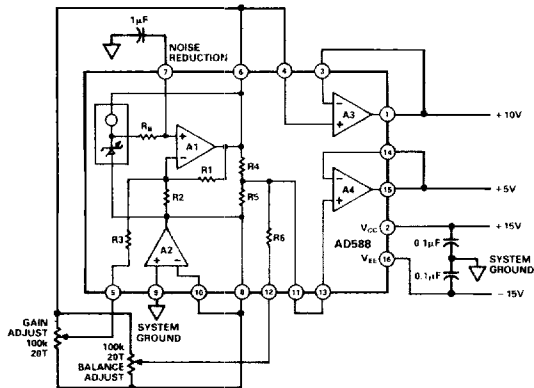 1μF
NOISE
REDUCTION
7
6
4
3
A3
1
+10V
RB
A1
R1
R4
R2
R5
R3
R6
A2
A4
14
15
+5V
VCC
2
+15V
AD588
0.1μF
SYSTEM
GROUND
VEE
16
0.1μF
-15V
5
9
10
8
12
11
13
SYSTEM
GROUND
GAIN
ADJUST
100k
20T
100k
20T
BALANCE
ADJUST